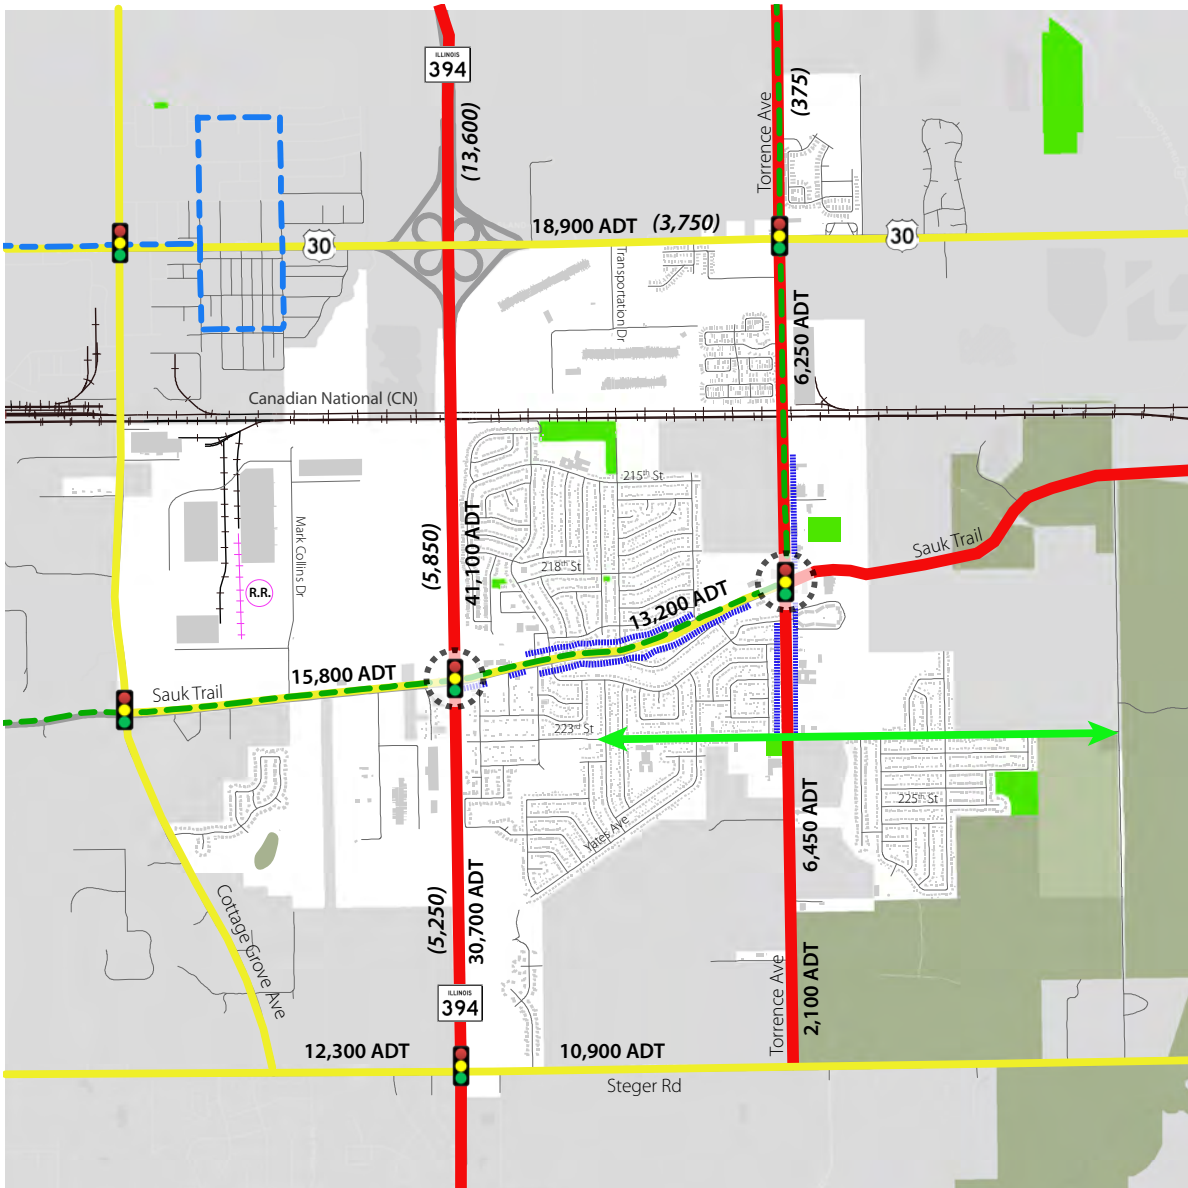 ILLINOIS
394
(13,600)
Torrence Ave
(375)
18,900 ADT (3,750)
30
30
Transportation Dr
6,250 ADT
Canadian National (CN)
215th St
Mark Collins Dr
(5,850)
41,100 ADT
218th St
Sauk Trail
R.R.
13,200 ADT
15,800 ADT
Sauk Trail
223rd St
225th St
Yates Ave
6,450 ADT
Cottage Grove Ave
(5,250)
30,700 ADT
Torrence Ave
2,100 ADT
ILLINOIS
394
12,300 ADT
10,900 ADT
Steger Rd